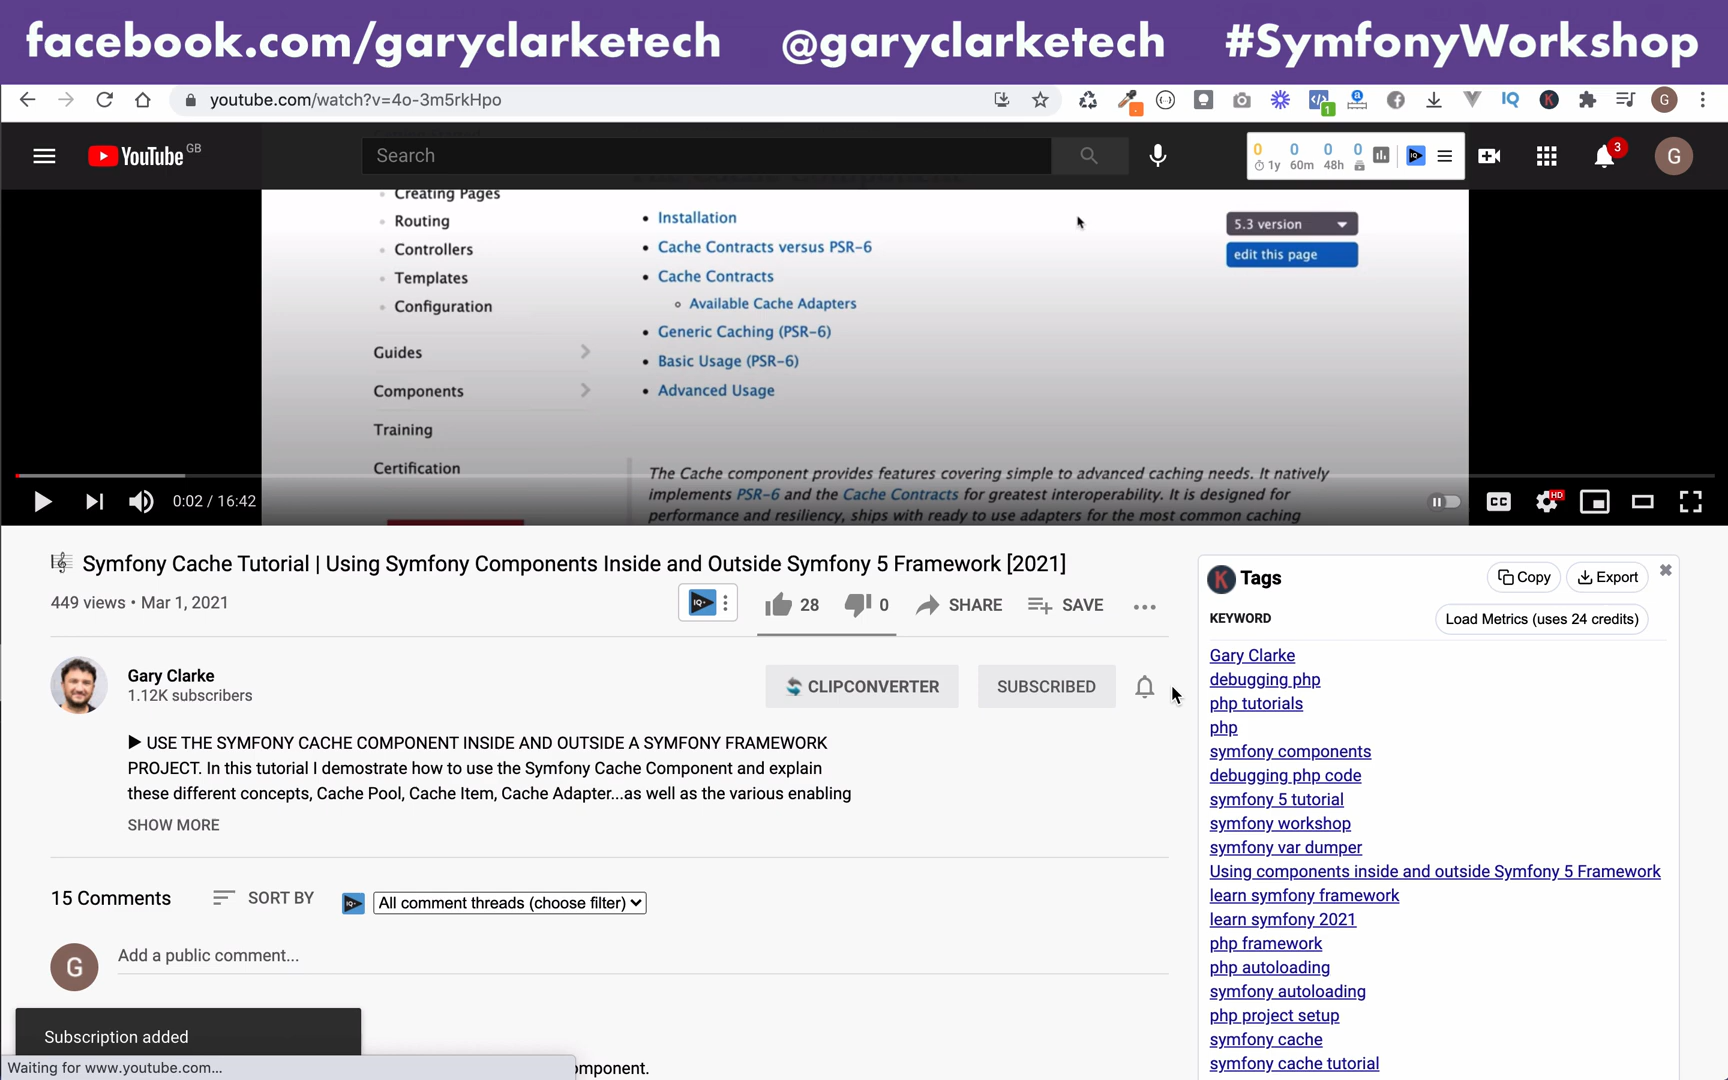 facebook.com/garyclarketech @garyclarketech #SymfonyWorkshop
youtube.com/watch?v=4o-3m5rkHpo
1
a
IQ
K
G
YouTube GB
Search
0 0 0 0
1y 60m 48h
IQ
3
G
Creating Pages
Routing
Controllers
Templates
Configuration
Guides
Components
Training
Certification
• Installation
• Cache Contracts versus PSR-6
• Cache Contracts
Available Cache Adapters
• Generic Caching (PSR-6)
• Basic Usage (PSR-6)
• Advanced Usage
5.3 version
edit this page
The Cache component provides features covering simple to advanced caching needs. It natively
implements PSR-6 and the Cache Contracts for greatest interoperability. It is designed for
performance and resiliency, ships with ready to use adapters for the most common caching
0:02 / 16:42
CC
HD
Symfony Cache Tutorial | Using Symfony Components Inside and Outside Symfony 5 Framework [2021]
449 views • Mar 1, 2021
IQ
28 0 SHARE SAVE
Gary Clarke
1.12K subscribers
CLIPCONVERTER SUBSCRIBED
▶ USE THE SYMFONY CACHE COMPONENT INSIDE AND OUTSIDE A SYMFONY FRAMEWORK
PROJECT. In this tutorial I demostrate how to use the Symfony Cache Component and explain
these different concepts, Cache Pool, Cache Item, Cache Adapter...as well as the various enabling
SHOW MORE
15 Comments SORT BY IQ All comment threads (choose filter)
G
Add a public comment...
Subscription added
Waiting for www.youtube.com...
omponent.
K Tags
Copy
Export
KEYWORD
Load Metrics (uses 24 credits)
Gary Clarke
debugging php
php tutorials
php
symfony components
debugging php code
symfony 5 tutorial
symfony workshop
symfony var dumper
Using components inside and outside Symfony 5 Framework
learn symfony framework
learn symfony 2021
php framework
php autoloading
symfony autoloading
php project setup
symfony cache
symfony cache tutorial